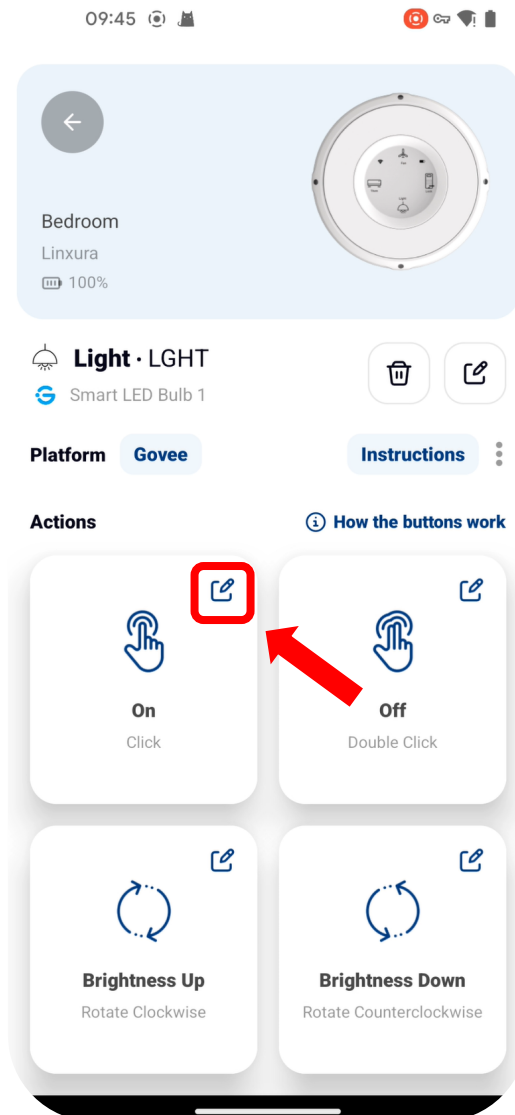 09:45
Bedroom
Linxura
100%
Light · LGHT
Smart LED Bulb 1
Platform Govee Instructions
Actions How the buttons work
On Off
Click Double Click
Brightness Up Brightness Down
Rotate Clockwise Rotate Counterclockwise